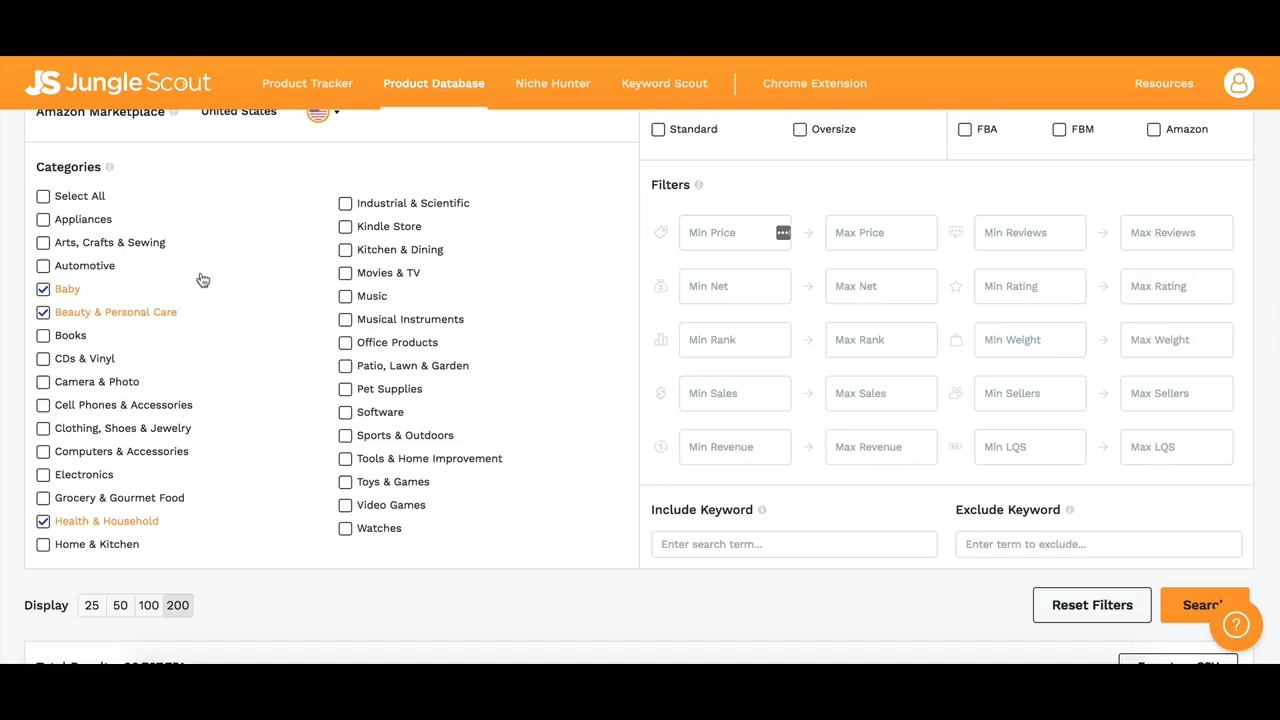 JS Jungle Scout
Product Tracker
Product Database
Niche Hunter
Keyword Scout
Chrome Extension
Resources
Amazon Marketplace
United States
Standard
Oversize
FBA
FBM
Amazon
Categories
Select All
Appliances
Arts, Crafts & Sewing
Automotive
Baby
Beauty & Personal Care
Books
CDs & Vinyl
Camera & Photo
Cell Phones & Accessories
Clothing, Shoes & Jewelry
Computers & Accessories
Electronics
Grocery & Gourmet Food
Health & Household
Home & Kitchen
Industrial & Scientific
Kindle Store
Kitchen & Dining
Movies & TV
Music
Musical Instruments
Office Products
Patio, Lawn & Garden
Pet Supplies
Software
Sports & Outdoors
Tools & Home Improvement
Toys & Games
Video Games
Watches
Filters
Min Price
Max Price
Min Reviews
Max Reviews
Min Net
Max Net
Min Rating
Max Rating
Min Rank
Max Rank
Min Weight
Max Weight
Min Sales
Max Sales
Min Sellers
Max Sellers
Min Revenue
Max Revenue
Min LQS
Max LQS
Include Keyword
Exclude Keyword
Enter search term...
Enter term to exclude...
Display
25
50
100
200
Reset Filters
Search
?